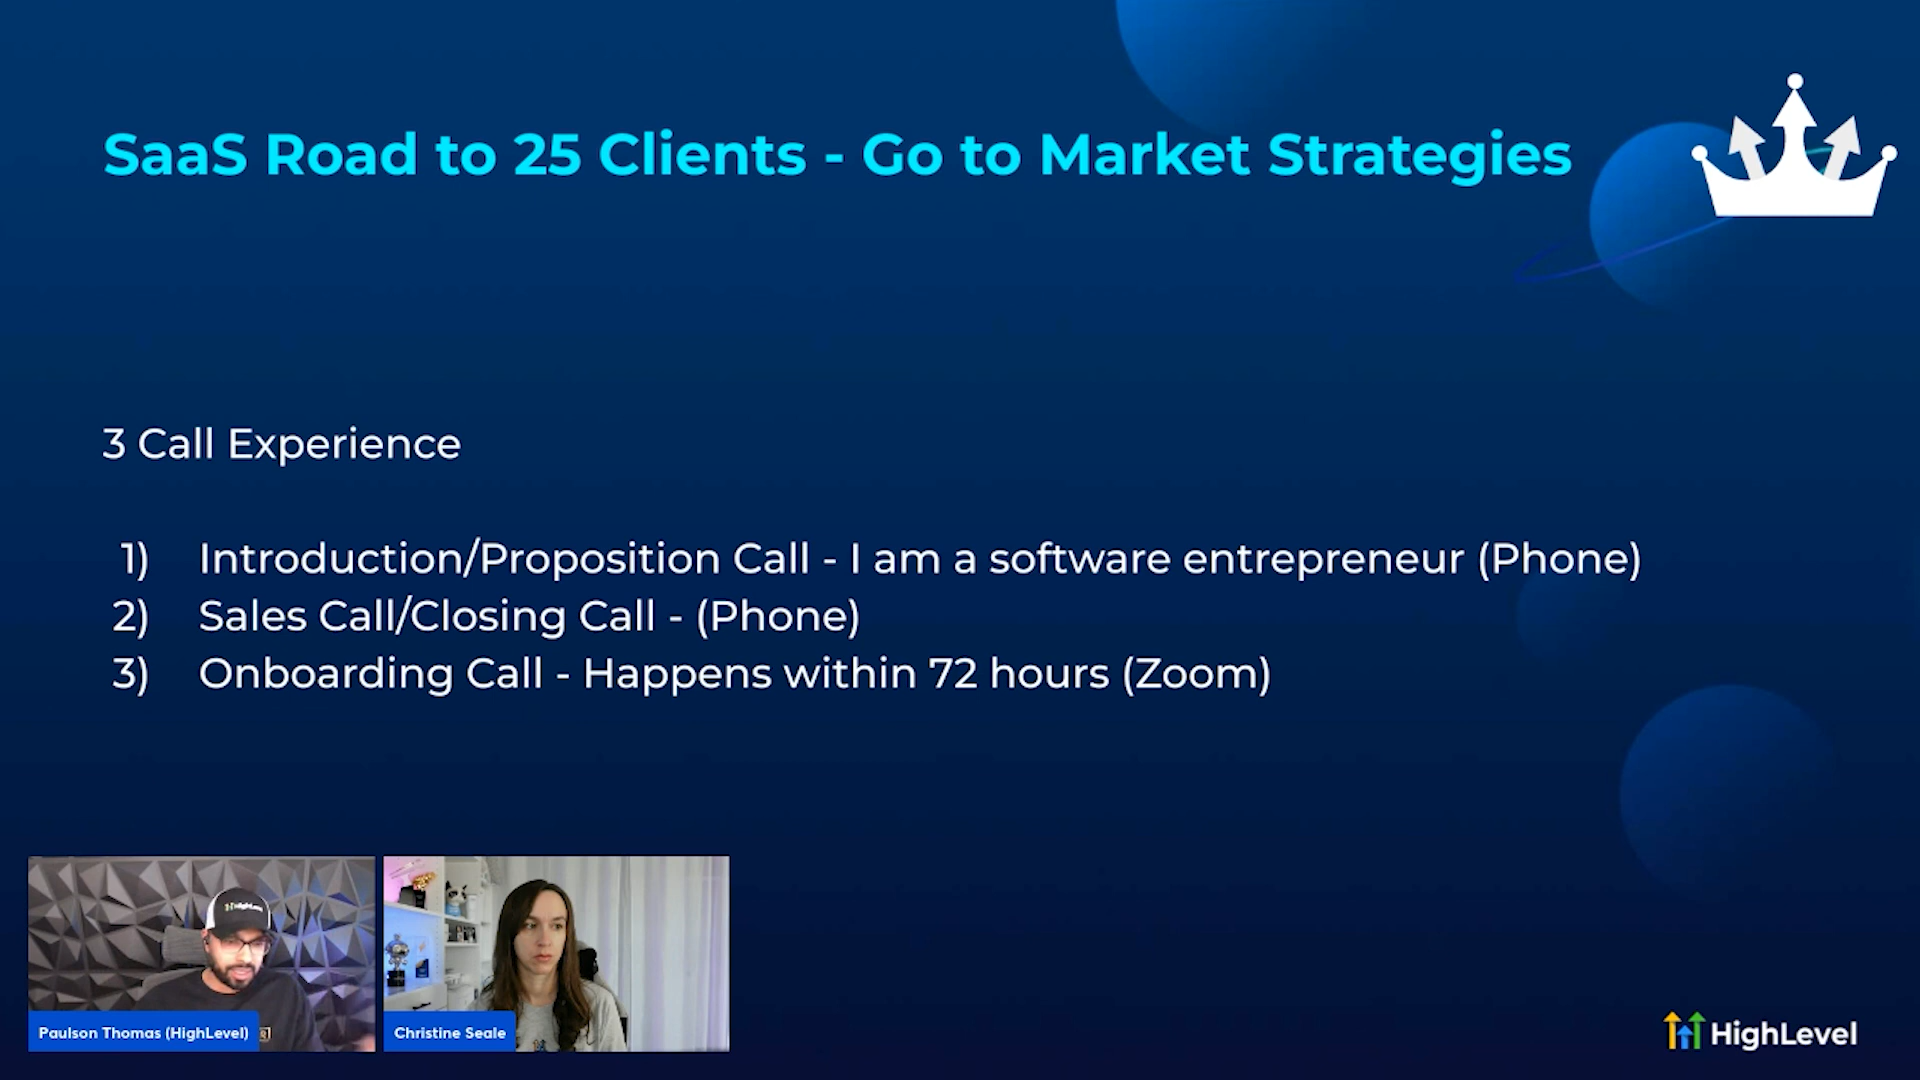 SaaS Road to 25 Clients - Go to Market Strategies
3 Call Experience
1) Introduction/Proposition Call - I am a software entrepreneur (Phone)
2) Sales Call/Closing Call - (Phone)
3) Onboarding Call - Happens within 72 hours (Zoom)
HighLevel
Paulson Thomas (HighLevel)
Christine Seale
HighLevel